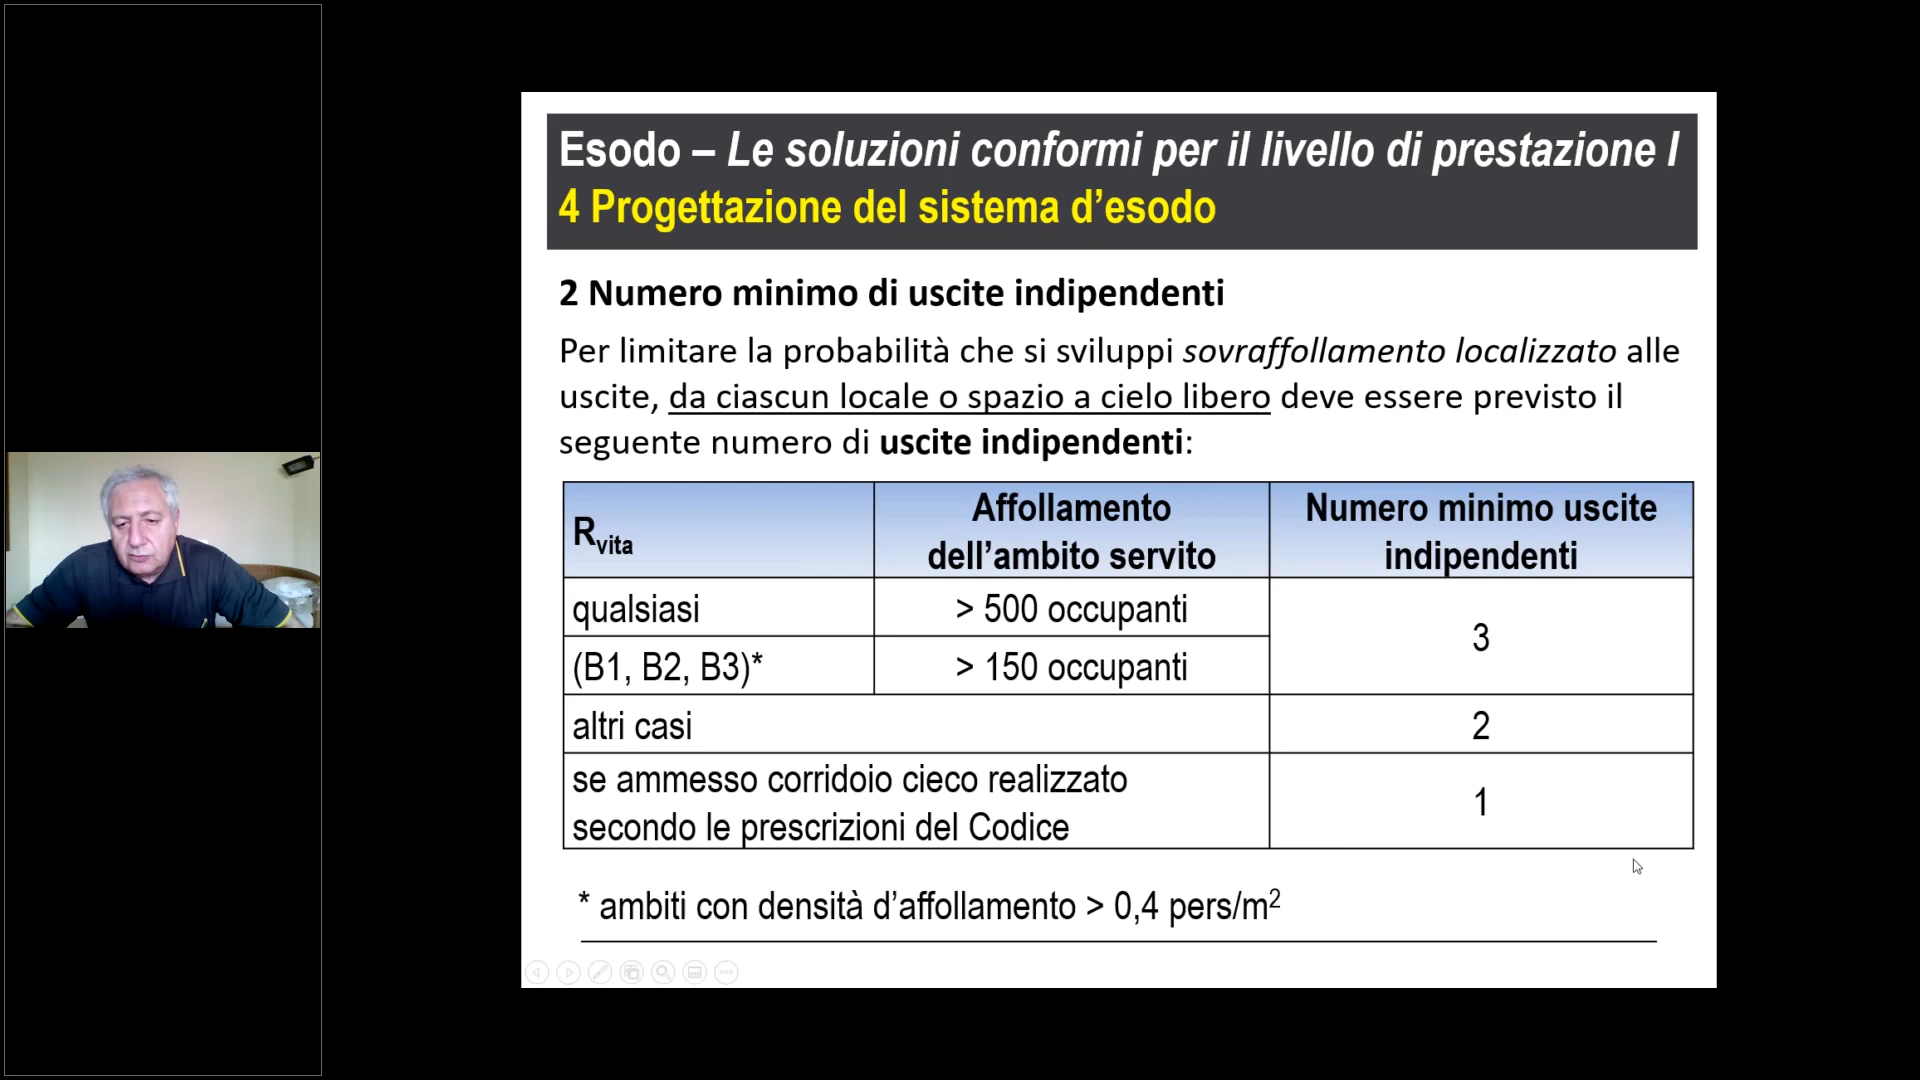 Esodo – Le soluzioni conformi per il livello di prestazione I
4 Progettazione del sistema d’esodo
2 Numero minimo di uscite indipendenti
Per limitare la probabilità che si sviluppi sovraffollamento localizzato alle
uscite, da ciascun locale o spazio a cielo libero deve essere previsto il
seguente numero di uscite indipendenti:
Rvita
Affollamento
dell’ambito servito
Numero minimo uscite
indipendenti
qualsiasi
> 500 occupanti
3
(B1, B2, B3)*
> 150 occupanti
altri casi
2
se ammesso corridoio cieco realizzato
secondo le prescrizioni del Codice
1
* ambiti con densità d’affollamento > 0,4 pers/m²